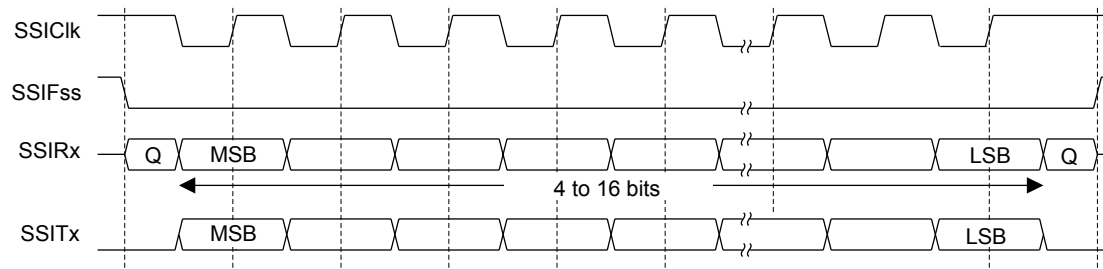 SSIClk
SSIFss
SSIRx Q MSB LSB Q
4 to 16 bits
SSITx MSB LSB